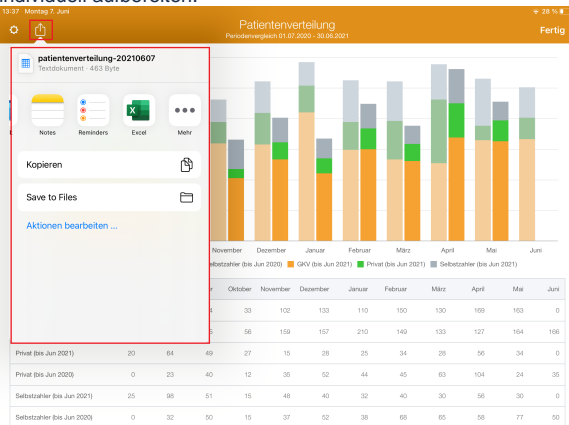 individuell aufbereiten.
13:37 Montag 7. Juni
28 %
Patientenverteilung
Periodenvergleich 01.07.2020 - 30.06.2021
Fertig
patientenverteilung-20210607
Textdokument · 463 Byte
Notes Reminders Excel Mehr
Kopieren
Save to Files
Aktionen bearbeiten ...
November Dezember Januar Februar März April Mai Juni
(bis Jun 2020) GKV (bis Jun 2021) Privat (bis Jun 2021) Selbstzahler (bis Jun 2021)
Oktober November Dezember Januar Februar März April Mai Juni
33 102 133 110 150 130 169 163 0
56 159 157 210 149 133 127 164 166
Privat (bis Jun 2021) 20 64 49 27 15 28 25 34 28 56 34 0
Privat (bis Jun 2020) 0 23 40 12 35 52 44 45 63 104 24 35
Selbstzahler (bis Jun 2021) 25 98 51 15 48 40 32 40 30 56 30 0
Selbstzahler (bis Jun 2020) 0 32 50 15 37 52 38 68 65 58 77 50